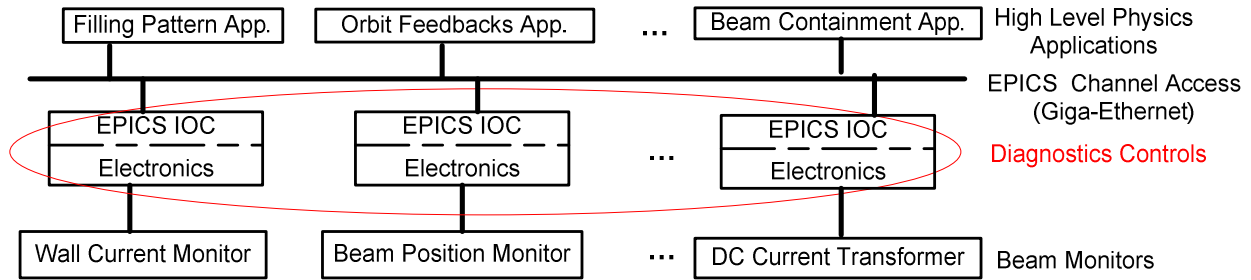 Filling Pattern App.
Orbit Feedbacks App.
...
Beam Containment App.
High Level Physics
Applications
EPICS Channel Access
(Giga-Ethernet)
EPICS IOC
Electronics
EPICS IOC
Electronics
...
EPICS IOC
Electronics
Diagnostics Controls
Wall Current Monitor
Beam Position Monitor
...
DC Current Transformer
Beam Monitors